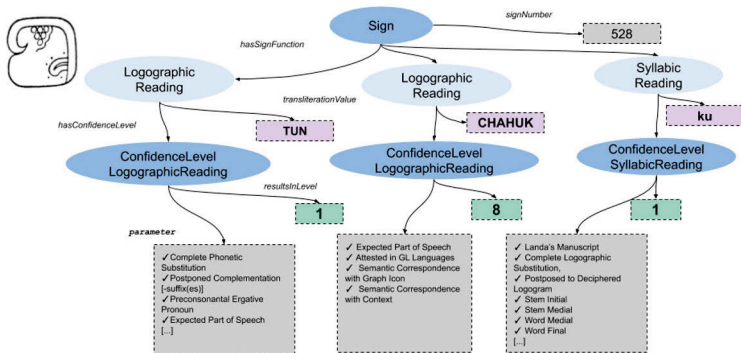 Sign
signNumber
528
hasSignFunction
Logographic
Reading
Logographic
Reading
Syllabic
Reading
transliterationValue
TUN
CHAHUK
ku
hasConfidenceLevel
ConfidenceLevel
LogographicReading
ConfidenceLevel
LogographicReading
ConfidenceLevel
SyllabicReading
resultsInLevel
1
8
1
parameter
✓Complete Phonetic
Substitution
✓Postponed Complementation
[-suffix(es)]
✓Preconsonantal Ergative
Pronoun
✓Expected Part of Speech
[...]
✓ Expected Part of Speech
✓ Attested in GL Languages
✓ Semantic Correspondence
with Graph Icon
✓ Semantic Correspondence
with Context
✓ Landa's Manuscript
✓ Complete Logographic
Substitution,
✓ Postposed to Deciphered
Logogram
✓ Stem Initial
✓ Stem Medial
✓ Word Medial
✓ Word Final
[...]